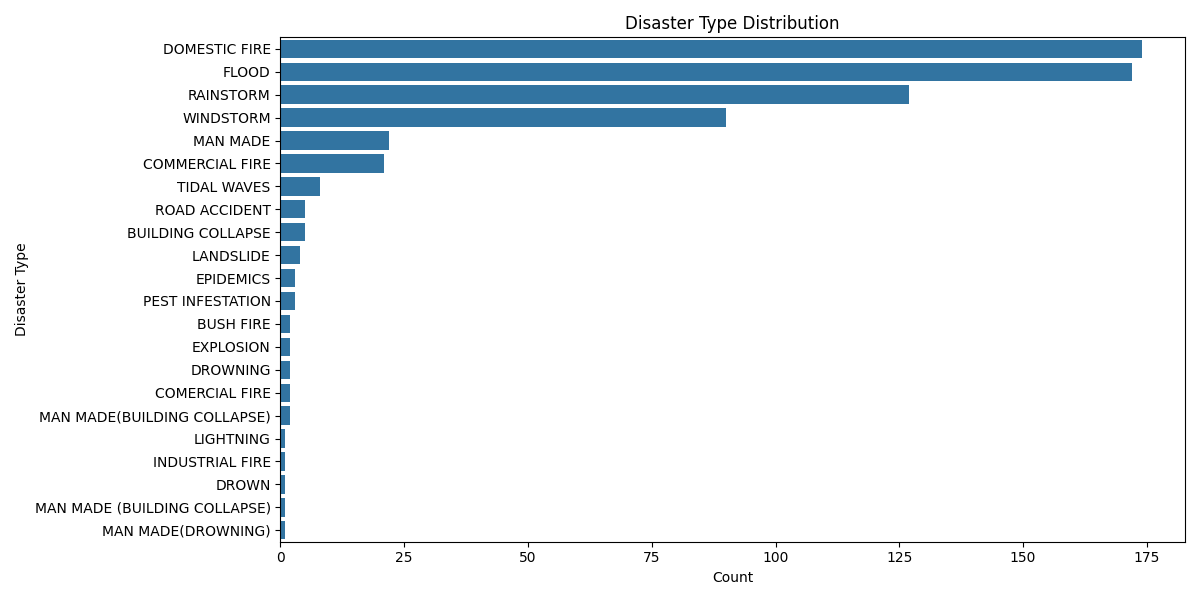 Disaster Type Distribution
DOMESTIC FIRE
FLOOD
RAINSTORM
WINDSTORM
MAN MADE
COMMERCIAL FIRE
TIDAL WAVES
ROAD ACCIDENT
BUILDING COLLAPSE
LANDSLIDE
EPIDEMICS
PEST INFESTATION
BUSH FIRE
EXPLOSION
DROWNING
COMERCIAL FIRE
MAN MADE(BUILDING COLLAPSE)
LIGHTNING
INDUSTRIAL FIRE
DROWN
MAN MADE (BUILDING COLLAPSE)
MAN MADE(DROWNING)
Disaster Type
0 25 50 75 100 125 150 175
Count